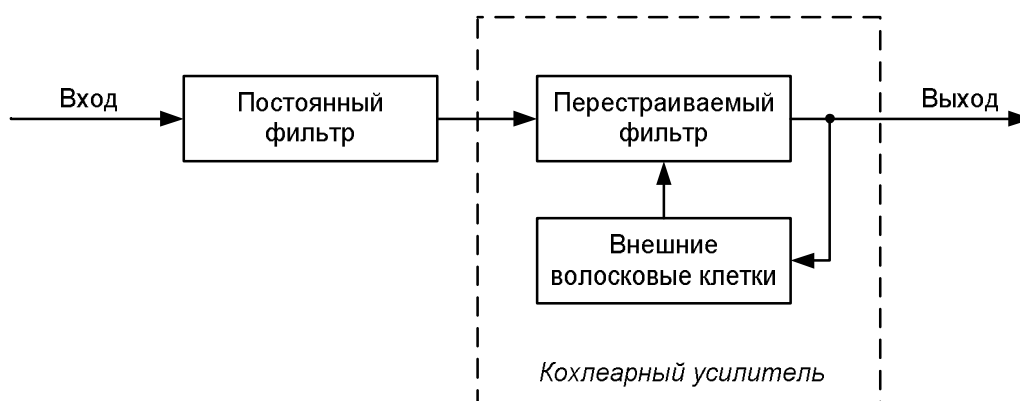 Вход
Постоянный
фильтр
Перестраиваемый
фильтр
Выход
Внешние
волосковые клетки
Кохлеарный усилитель